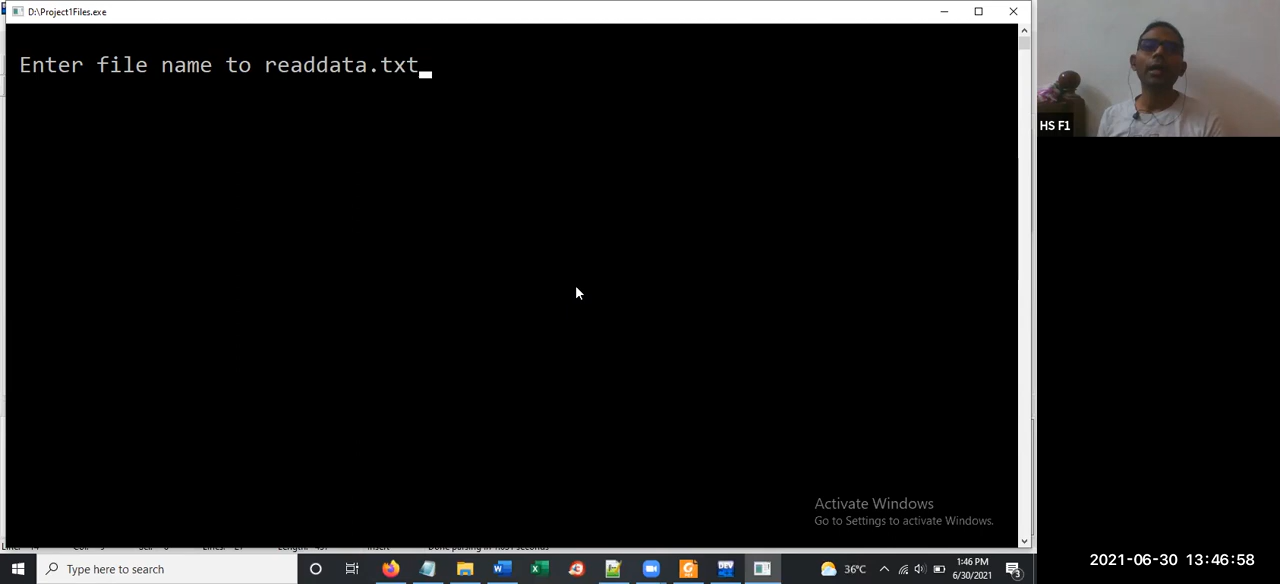 D:\Project1Files.exe
Enter file name to readdata.txt
HS F1
Activate Windows
Go to Settings to activate Windows.
Type here to search
36°C
1:46 PM
6/30/2021
3
2021-06-30 13:46:58